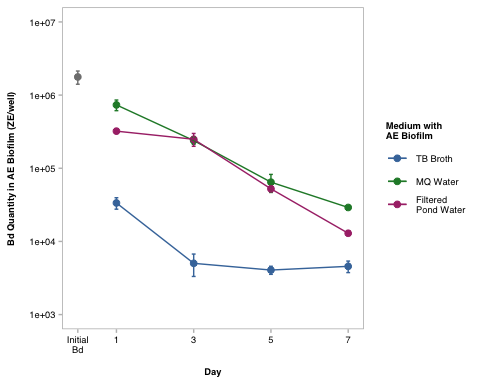 Bd Quantity in AE Biofilm (ZE/well)
1e+07
1e+06
1e+05
1e+04
1e+03
Initial
Bd
1
3
5
7
Day
Medium with
AE Biofilm
TB Broth
MQ Water
Filtered
Pond Water